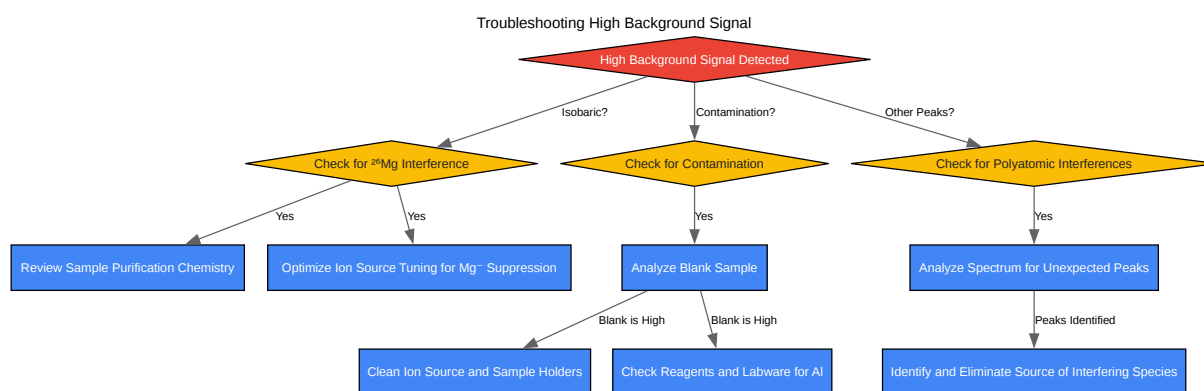 Troubleshooting High Background Signal
High Background Signal Detected
Isobaric?
Contamination?
Other Peaks?
Check for ²⁶Mg Interference
Check for Contamination
Check for Polyatomic Interferences
Yes
Yes
Yes
Yes
Review Sample Purification Chemistry
Optimize Ion Source Tuning for Mg⁻ Suppression
Analyze Blank Sample
Analyze Spectrum for Unexpected Peaks
Blank is High
Blank is High
Peaks Identified
Clean Ion Source and Sample Holders
Check Reagents and Labware for Al
Identify and Eliminate Source of Interfering Species